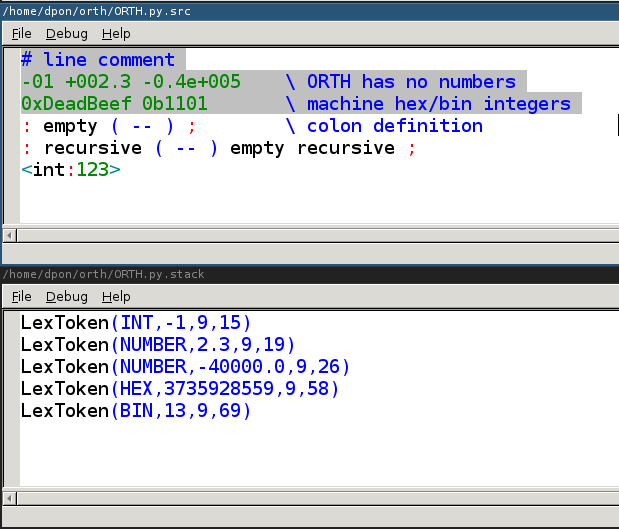 /home/dpon/orth/ORTH.py.src
File Debug Help
# line comment
-01 +002.3 -0.4e+005 \ ORTH has no numbers
0xDeadBeef 0b1101 \ machine hex/bin integers
: empty ( -- ) ; \ colon definition
: recursive ( -- ) empty recursive ;
<int:123>
/home/dpon/orth/ORTH.py.stack
File Debug Help
LexToken(INT,-1,9,15)
LexToken(NUMBER,2.3,9,19)
LexToken(NUMBER,-40000.0,9,26)
LexToken(HEX,3735928559,9,58)
LexToken(BIN,13,9,69)